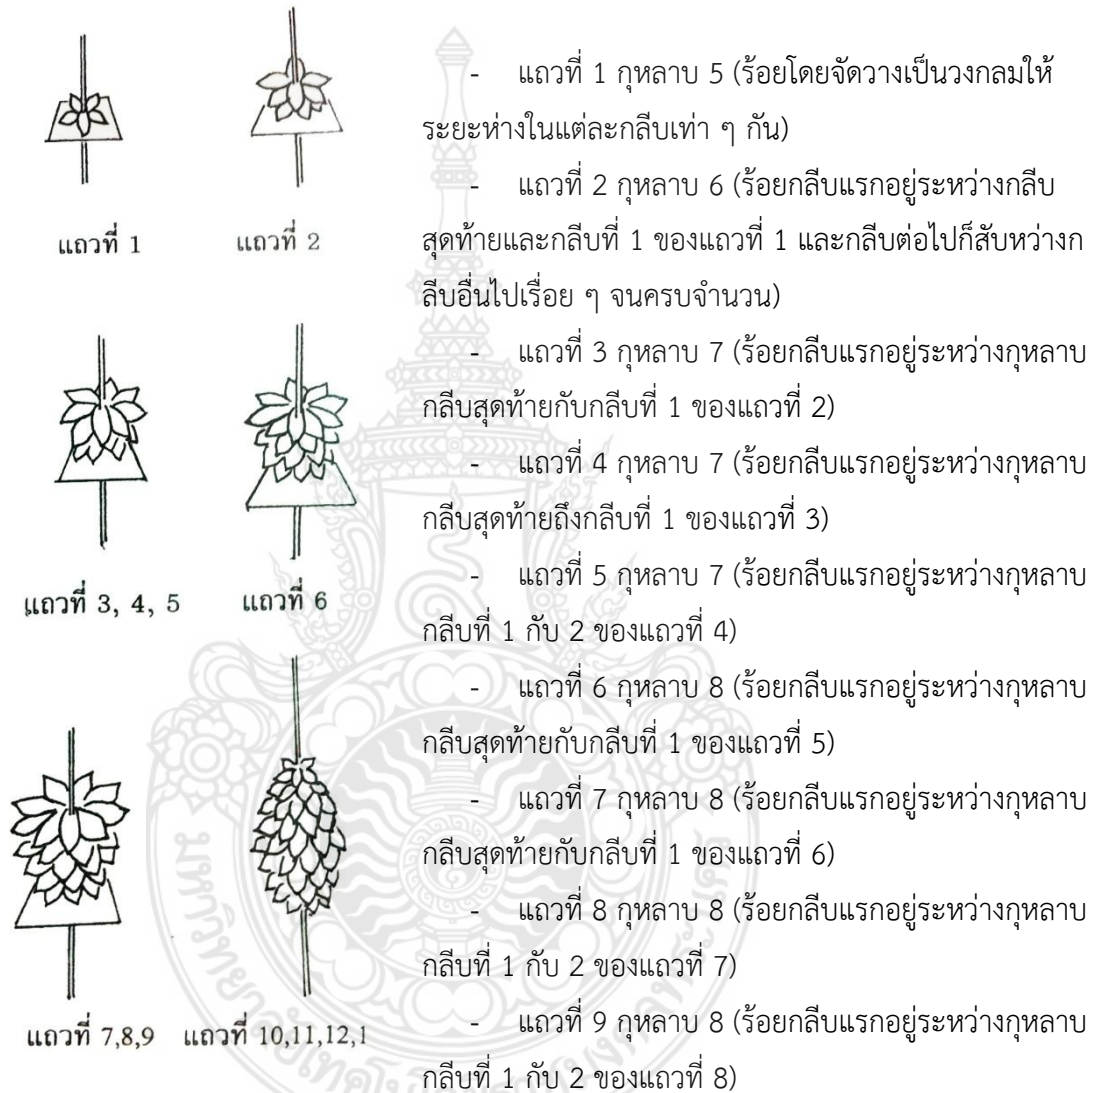 - แถวที่ 1 กุหลาบ 5 (ร้อยโดยจัดวางเป็นวงกลมให้
ระยะห่างในแต่ละกลีบเท่า ๆ กัน)
- แถวที่ 2 กุหลาบ 6 (ร้อยกลีบแรกอยู่ระหว่างกลีบ
สุดท้ายและกลีบที่ 1 ของแถวที่ 1 และกลีบต่อไปก็สับหว่างก
ลีบอื่นไปเรื่อย ๆ จนครบจำนวน)
- แถวที่ 3 กุหลาบ 7 (ร้อยกลีบแรกอยู่ระหว่างกุหลาบ
กลีบสุดท้ายกับกลีบที่ 1 ของแถวที่ 2)
- แถวที่ 4 กุหลาบ 7 (ร้อยกลีบแรกอยู่ระหว่างกุหลาบ
กลีบสุดท้ายถึงกลีบที่ 1 ของแถวที่ 3)
- แถวที่ 5 กุหลาบ 7 (ร้อยกลีบแรกอยู่ระหว่างกุหลาบ
กลีบที่ 1 กับ 2 ของแถวที่ 4)
- แถวที่ 6 กุหลาบ 8 (ร้อยกลีบแรกอยู่ระหว่างกุหลาบ
กลีบสุดท้ายกับกลีบที่ 1 ของแถวที่ 5)
- แถวที่ 7 กุหลาบ 8 (ร้อยกลีบแรกอยู่ระหว่างกุหลาบ
กลีบสุดท้ายกับกลีบที่ 1 ของแถวที่ 6)
- แถวที่ 8 กุหลาบ 8 (ร้อยกลีบแรกอยู่ระหว่างกุหลาบ
กลีบที่ 1 กับ 2 ของแถวที่ 7)
- แถวที่ 9 กุหลาบ 8 (ร้อยกลีบแรกอยู่ระหว่างกุหลาบ
กลีบที่ 1 กับ 2 ของแถวที่ 8)
แถวที่ 1
แถวที่ 2
แถวที่ 3, 4, 5
แถวที่ 6
แถวที่ 7,8,9
แถวที่ 10,11,12,1